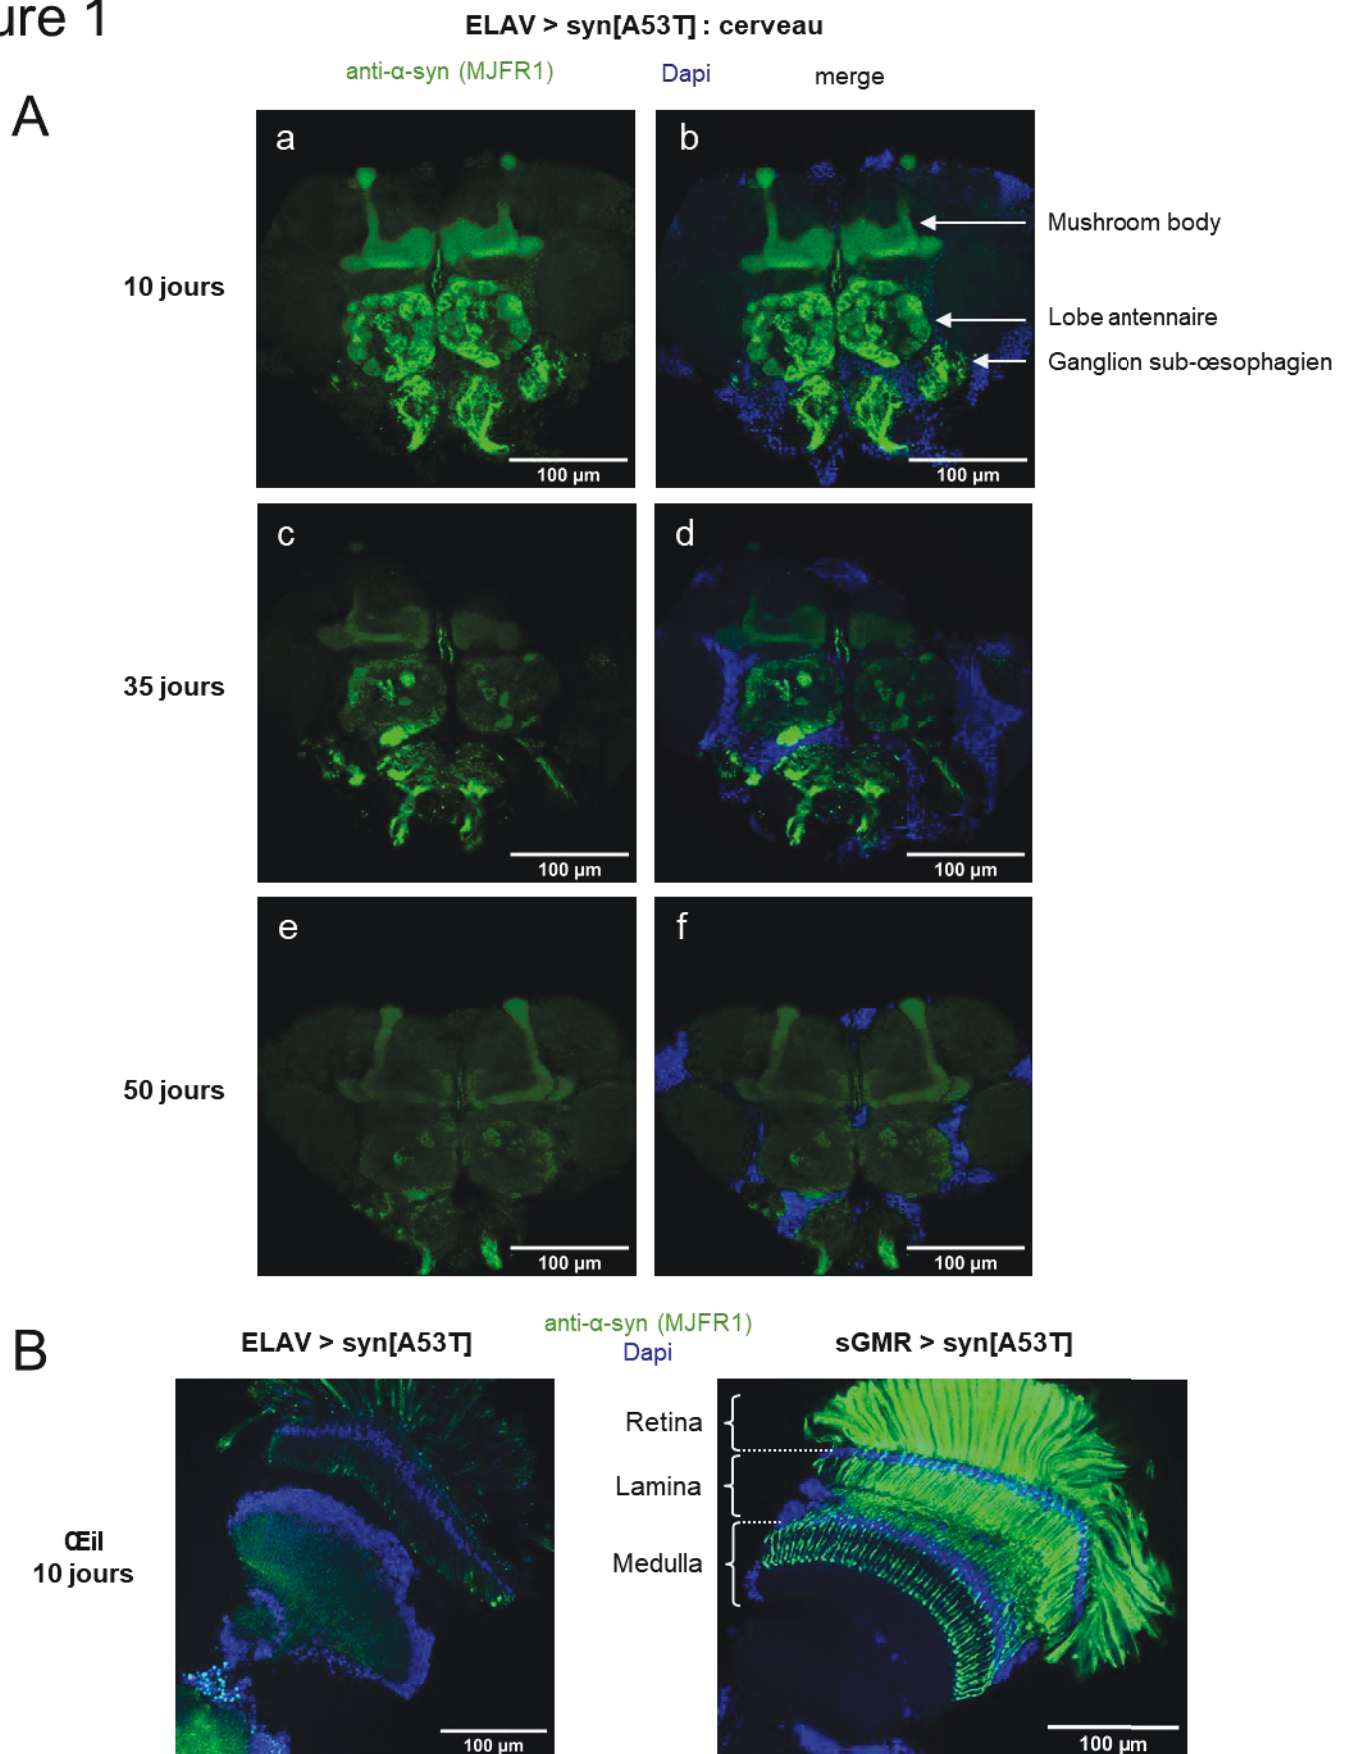 ure 1
ELAV > syn[A53T] : cerveau
anti-α-syn (MJFR1) Dapi merge
A
a b
Mushroom body
10 jours
Lobe antennaire
Ganglion sub-œsophagien
100 µm 100 µm
c d
35 jours
100 µm 100 µm
e f
50 jours
100 µm 100 µm
B
ELAV > syn[A53T]
anti-α-syn (MJFR1)
Dapi
sGMR > syn[A53T]
Retina
Lamina
Medulla
Œil
10 jours
100 µm 100 µm